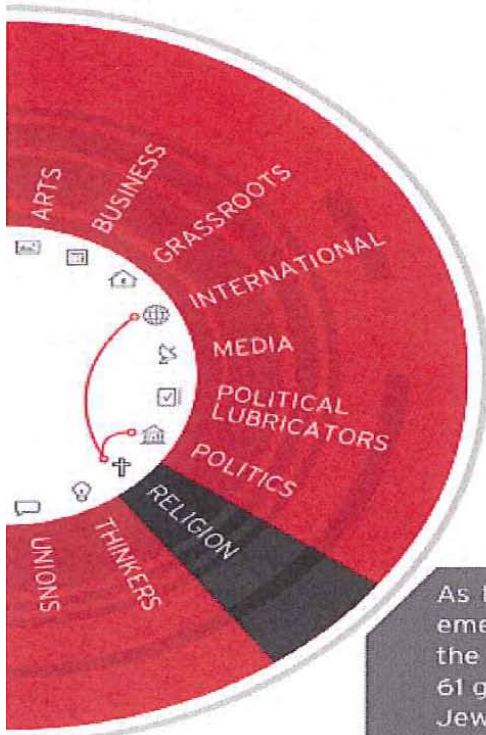 ARTS
BUSINESS
GRASSROOTS
INTERNATIONAL
MEDIA
POLITICAL
LUBRICATORS
POLITICS
RELIGION
THINKERS
UNIONS
As
eme
the
61 g
Jew